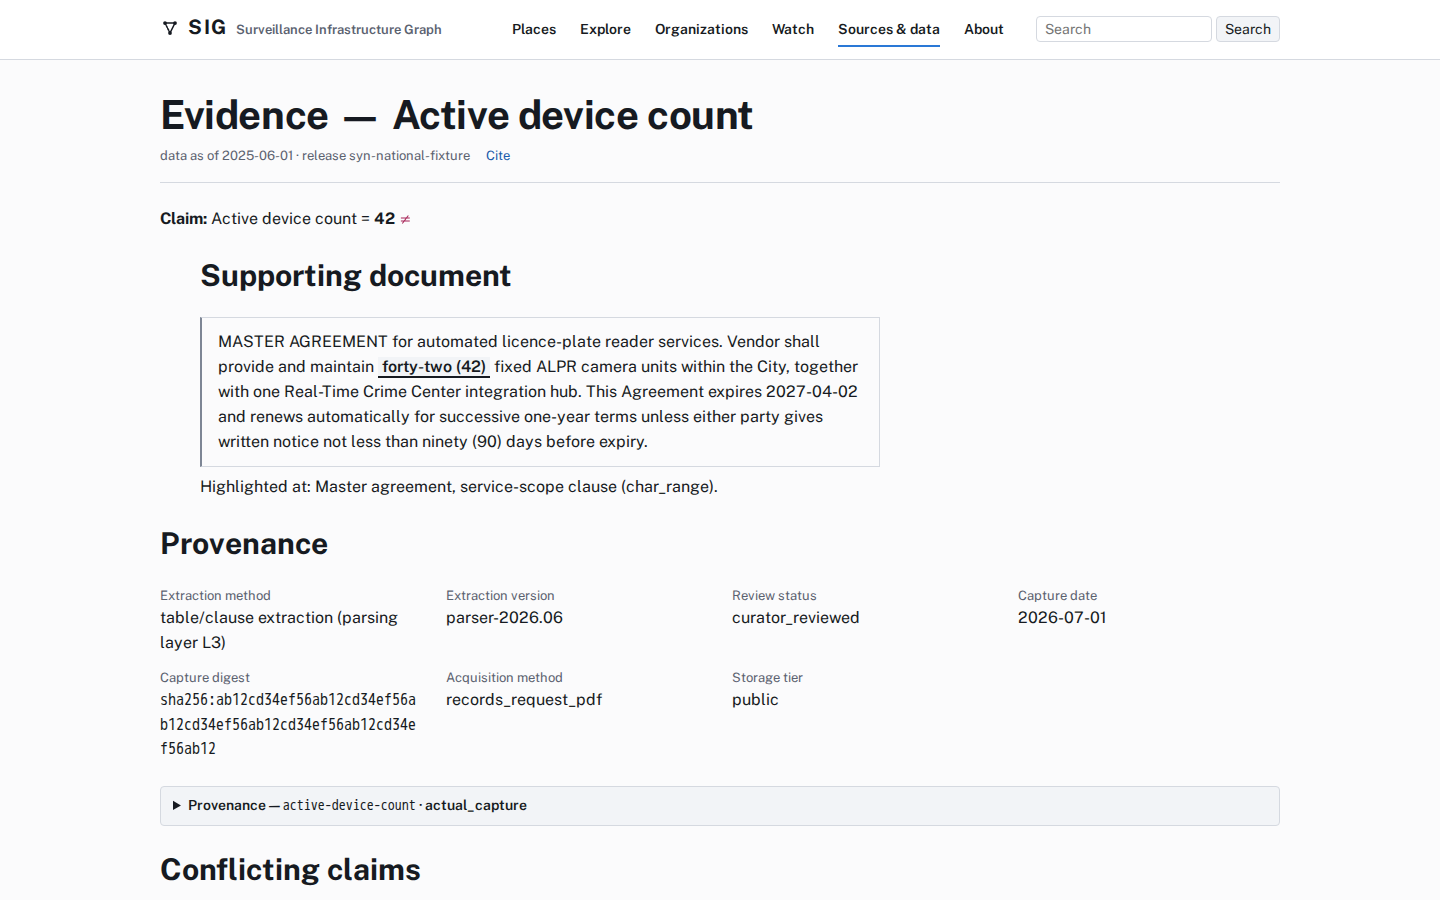 SIG Surveillance Infrastructure Graph Places Explore Organizations Watch Sources & data About Search Search
Evidence — Active device count
data as of 2025-06-01 · release syn-national-fixture Cite
Claim: Active device count = 42 ≠
Supporting document
MASTER AGREEMENT for automated licence-plate reader services. Vendor shall
provide and maintain forty-two (42) fixed ALPR camera units within the City, together
with one Real-Time Crime Center integration hub. This Agreement expires 2027-04-02
and renews automatically for successive one-year terms unless either party gives
written notice not less than ninety (90) days before expiry.
Highlighted at: Master agreement, service-scope clause (char_range).
Provenance
Extraction method Extraction version Review status Capture date
table/clause extraction (parsing parser-2026.06 curator_reviewed 2026-07-01
layer L3)
Capture digest Acquisition method Storage tier
sha256:ab12cd34ef56ab12cd34ef56a records_request_pdf public
b12cd34ef56ab12cd34ef56ab12cd34e
f56ab12
Provenance — active-device-count · actual_capture
Conflicting claims